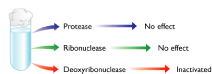 Protease No effect
Ribonuclease No effect
Deoxyribonuclease Inactivated